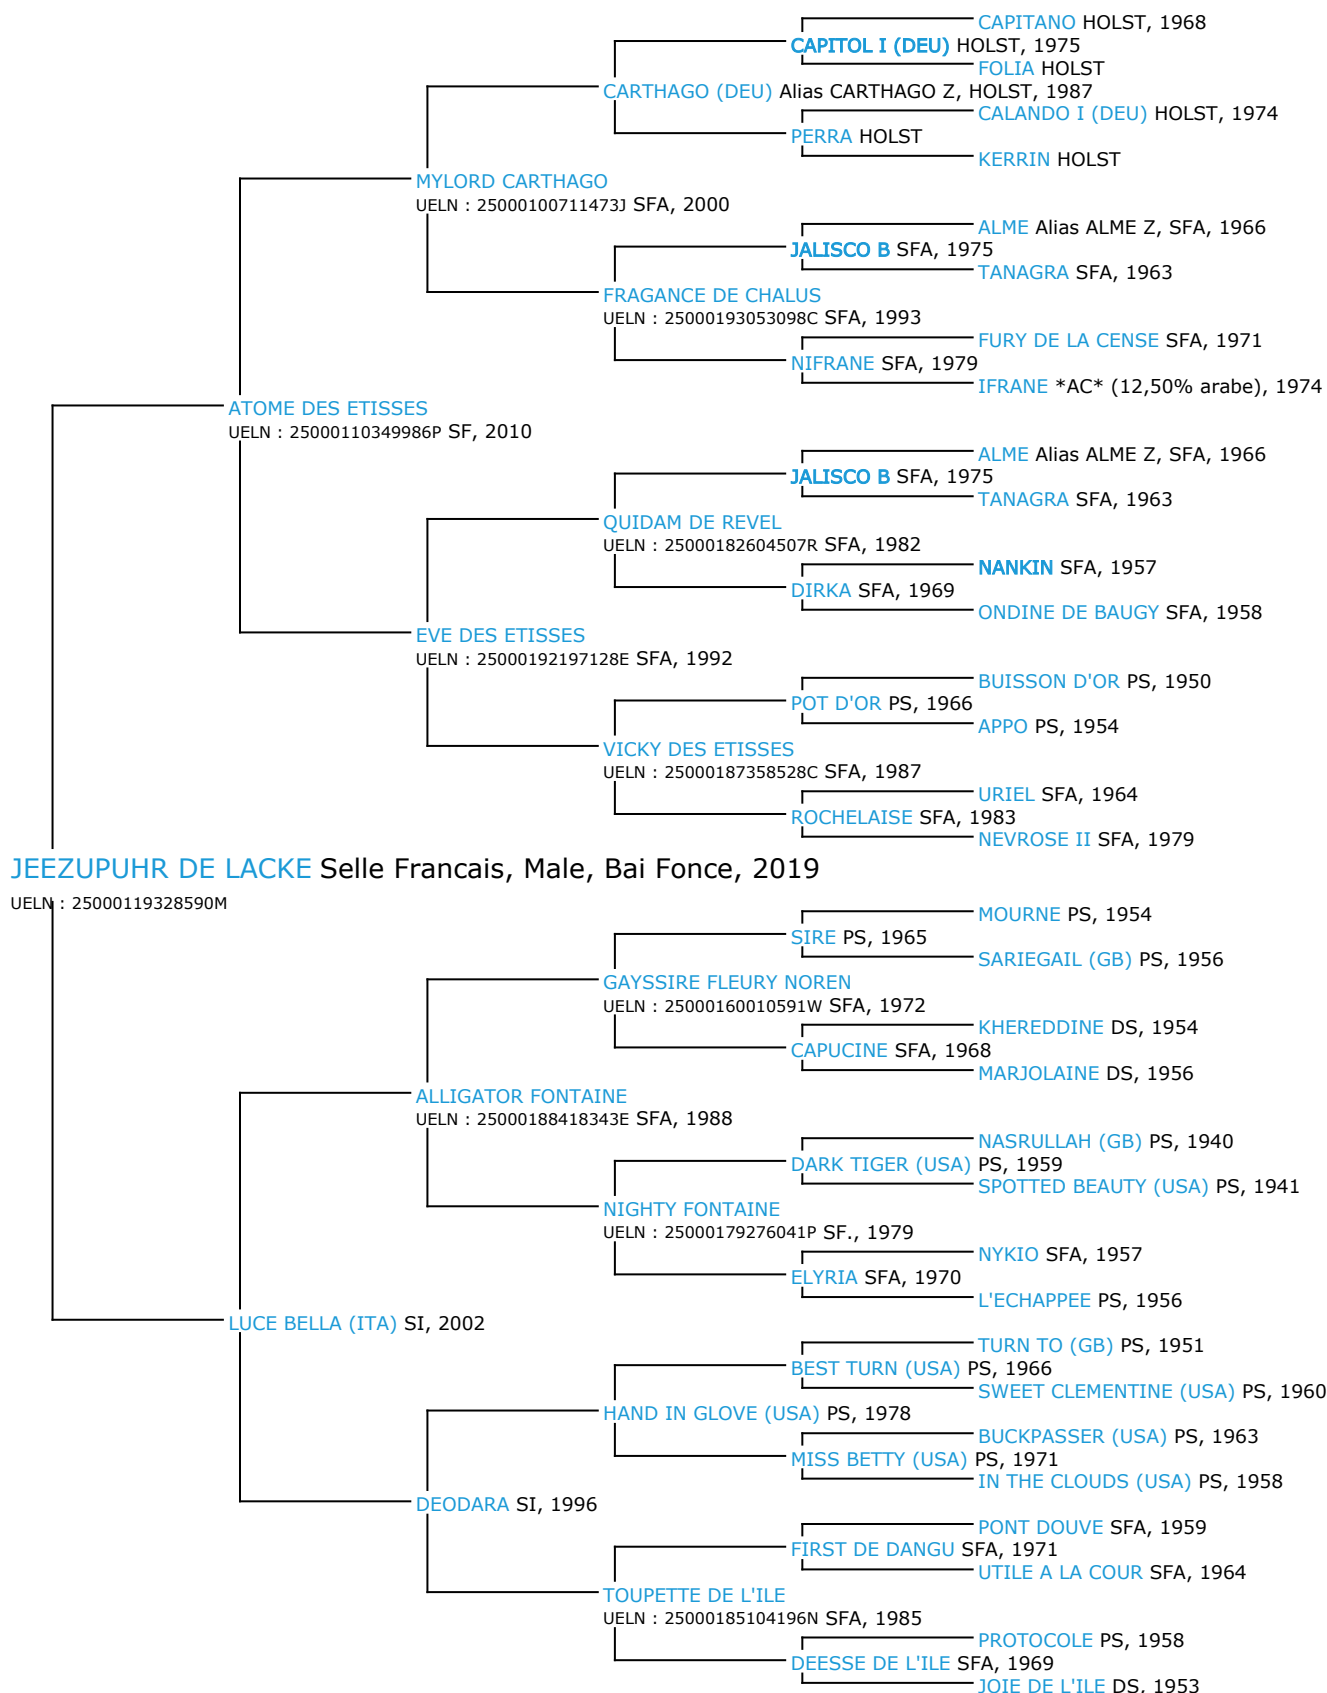 CAPITANO HOLST, 1968
CAPITOL I (DEU) HOLST, 1975
FOLIA HOLST
CARTHAGO (DEU) Alias CARTHAGO Z, HOLST, 1987
CALANDO I (DEU) HOLST, 1974
PERRA HOLST
KERRIN HOLST
MYLORD CARTHAGO
UELN : 25000100711473J SFA, 2000
ALME Alias ALME Z, SFA, 1966
JALISCO B SFA, 1975
TANAGRA SFA, 1963
FRAGANCE DE CHALUS
UELN : 25000193053098C SFA, 1993
FURY DE LA CENSE SFA, 1971
NIFRANE SFA, 1979
IFRANE *AC* (12,50% arabe), 1974
ATOME DES ETISSES
UELN : 25000110349986P SF, 2010
ALME Alias ALME Z, SFA, 1966
JALISCO B SFA, 1975
TANAGRA SFA, 1963
QUIDAM DE REVEL
UELN : 25000182604507R SFA, 1982
NANKIN SFA, 1957
DIRKA SFA, 1969
ONDINE DE BAUGY SFA, 1958
EVE DES ETISSES
UELN : 25000192197128E SFA, 1992
BUISSON D'OR PS, 1950
POT D'OR PS, 1966
APPO PS, 1954
VICKY DES ETISSES
UELN : 25000187358528C SFA, 1987
URIEL SFA, 1964
ROCHELAISE SFA, 1983
NEVROSE II SFA, 1979
JEEZUPUHR DE LACKE Selle Francais, Male, Bai Fonce, 2019
UELN : 25000119328590M
MOURNE PS, 1954
SIRE PS, 1965
SARIEGAIL (GB) PS, 1956
GAYSSIRE FLEURY NOREN
UELN : 25000160010591W SFA, 1972
KHEREDDINE DS, 1954
CAPUCINE SFA, 1968
MARJOLAINE DS, 1956
ALLIGATOR FONTAINE
UELN : 25000188418343E SFA, 1988
NASRULLAH (GB) PS, 1940
DARK TIGER (USA) PS, 1959
SPOTTED BEAUTY (USA) PS, 1941
NIGHTY FONTAINE
UELN : 25000179276041P SF., 1979
NYKIO SFA, 1957
ELYRIA SFA, 1970
L'ECHAPPEE PS, 1956
LUCE BELLA (ITA) SI, 2002
TURN TO (GB) PS, 1951
BEST TURN (USA) PS, 1966
SWEET CLEMENTINE (USA) PS, 1960
HAND IN GLOVE (USA) PS, 1978
BUCKPASSER (USA) PS, 1963
MISS BETTY (USA) PS, 1971
IN THE CLOUDS (USA) PS, 1958
DEODARA SI, 1996
PONT DOUVE SFA, 1959
FIRST DE DANGU SFA, 1971
UTILE A LA COUR SFA, 1964
TOUPETTE DE L'ILE
UELN : 25000185104196N SFA, 1985
PROTOCOLE PS, 1958
DEESSE DE L'ILE SFA, 1969
JOIE DE L'ILE DS, 1953